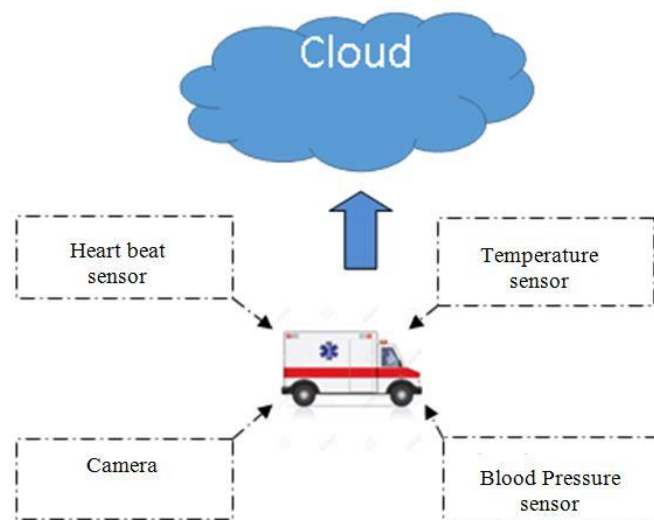 Cloud
Heart beat
sensor
Temperature
sensor
Camera
Blood Pressure
sensor